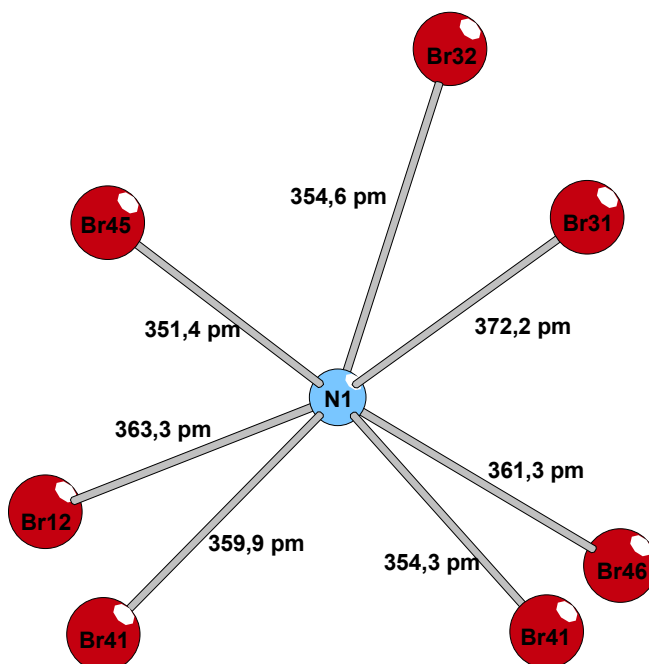 Br32
354,6 pm
Br45
Br31
351,4 pm
372,2 pm
N1
363,3 pm
361,3 pm
Br12
359,9 pm
354,3 pm
Br46
Br41
Br41